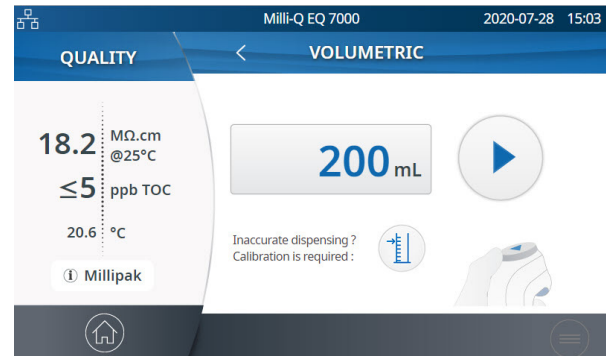 Milli-Q EQ 7000
2020-07-28 15:03
QUALITY
VOLUMETRIC
18.2 MΩ.cm
@25°C
≤5 ppb TOC
20.6 °C
Millipak
200 mL
Inaccurate dispensing ?
Calibration is required :